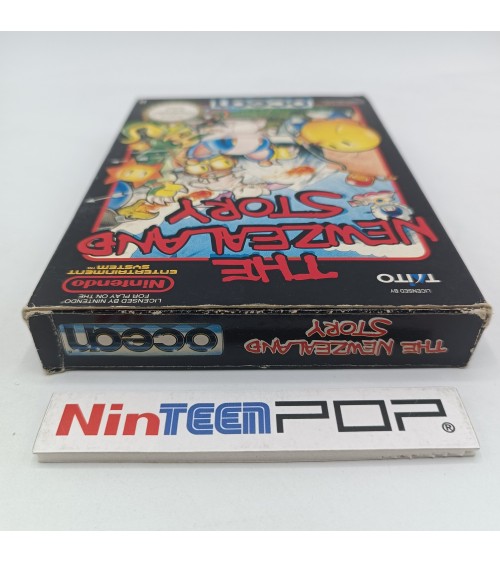 ocean
THE
NEWZEALAND
STORY
Nintendo
ENTERTAINMENT
SYSTEM™
LICENSED BY NINTENDO
FOR PLAY ON THE
LICENSED BY
TAITO
ocean
THE NEWZEALAND
STORY
NinTEENPOP®